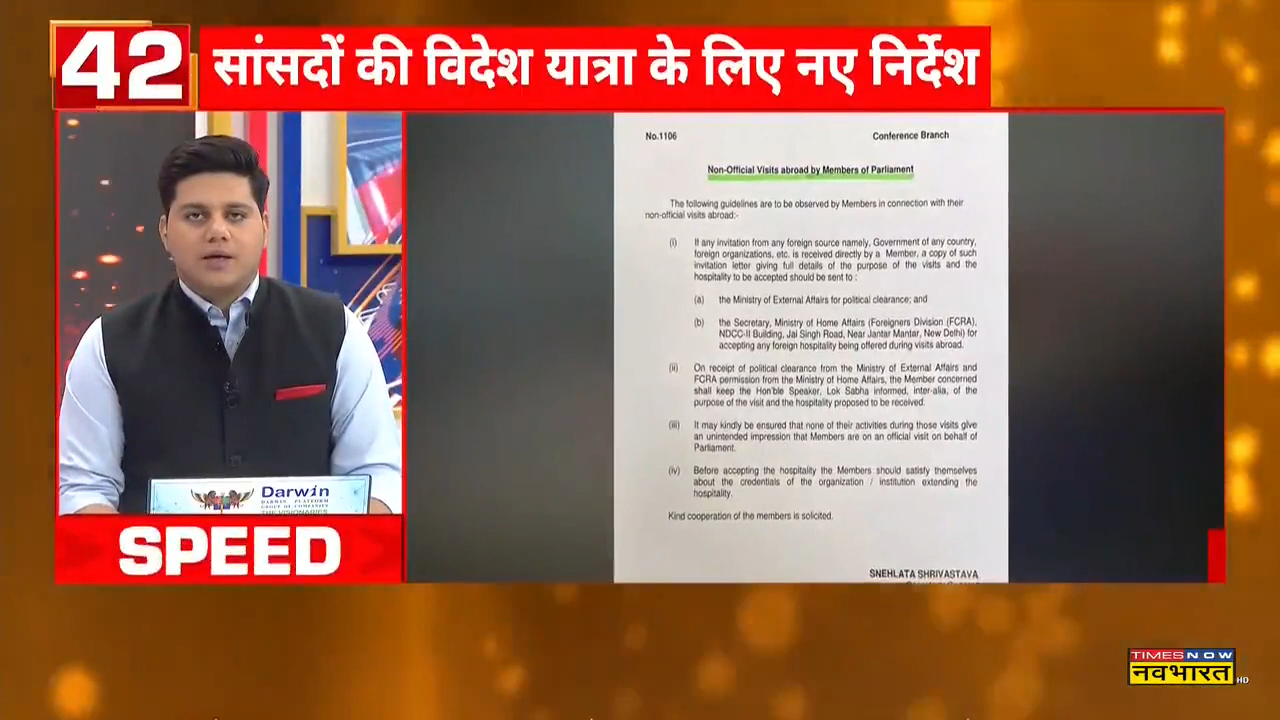 42
सांसदों की विदेश यात्रा के लिए नए निर्देश
No.1106
Conference Branch
Non-Official Visits abroad by Members of Parliament
The following guidelines are to be observed by Members in connection with their
non-official visits abroad:-
(i) If any invitation from any foreign source namely, Government of any country,
foreign organizations, etc. is received directly by a Member, a copy of such
invitation letter giving full details of the purpose of the visits and the
hospitality to be accepted should be sent to :
(a) the Ministry of External Affairs for political clearance; and
(b) the Secretary, Ministry of Home Affairs (Foreigners Division (FCRA),
NDCC-II Building, Jai Singh Road, Near Jantar Mantar, New Delhi) for
accepting any foreign hospitality being offered during visits abroad.
(ii) On receipt of political clearance from the Ministry of External Affairs and
FCRA permission from the Ministry of Home Affairs, the Member concerned
shall keep the Hon'ble Speaker, Lok Sabha informed, inter-alia, of the
purpose of the visit and the hospitality proposed to be received.
(iii) It may kindly be ensured that none of their activities during those visits give
an unintended impression that Members are on an official visit on behalf of
Parliament.
(iv) Before accepting the hospitality the Members should satisfy themselves
about the credentials of the organization / institution extending the
hospitality.
Kind cooperation of the members is solicited.
SNEHLATA SHRIVASTAVA
Darwin
DARWIN PLATFORM
GROUP OF COMPANIES
THE VISIONARIES
SPEED
TIMES NOW
नवभारत
HD